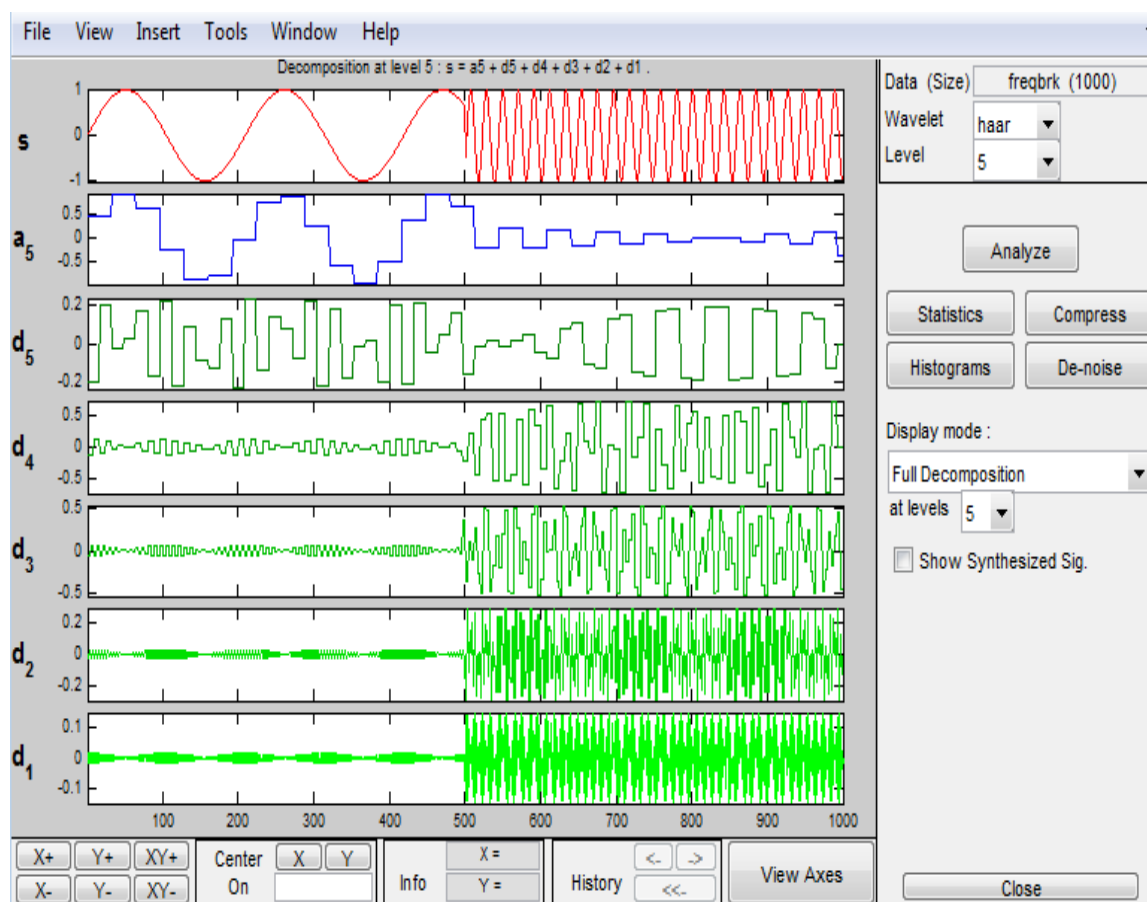 File View Insert Tools Window Help
Decomposition at level 5 : s = a5 + d5 + d4 + d3 + d2 + d1 .
s
1
0
-1
a5
0.5
0
-0.5
d5
0.2
0
-0.2
d4
0.5
0
-0.5
d3
0.5
0
-0.5
d2
0.2
0
-0.2
d1
0.1
0
-0.1
100 200 300 400 500 600 700 800 900 1000
Data (Size) freqbrk (1000)
Wavelet haar
Level 5
Analyze
Statistics Compress
Histograms De-noise
Display mode :
Full Decomposition
at levels 5
Show Synthesized Sig.
X+ Y+ XY+
X- Y- XY-
Center X Y
On
Info X =
Y =
History <- ->
<<-
View Axes
Close